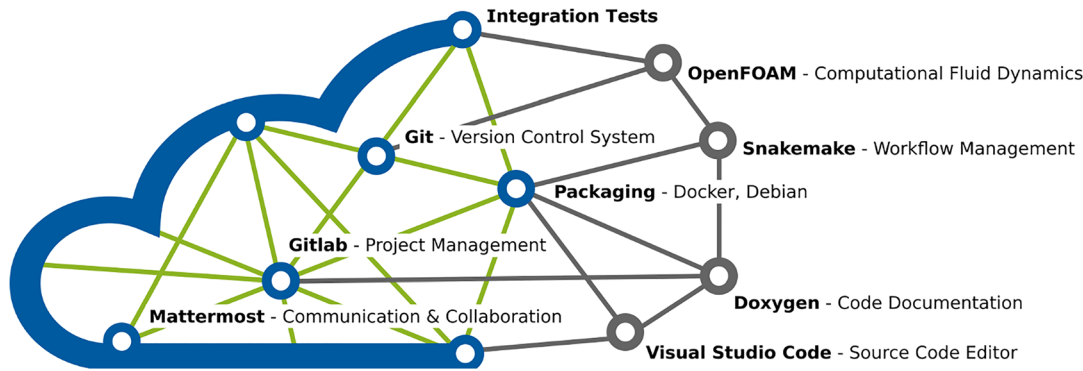 Integration Tests
OpenFOAM - Computational Fluid Dynamics
Git - Version Control System
Snakemake - Workflow Management
Packaging - Docker, Debian
Gitlab - Project Management
Doxygen - Code Documentation
Mattermost - Communication & Collaboration
Visual Studio Code - Source Code Editor